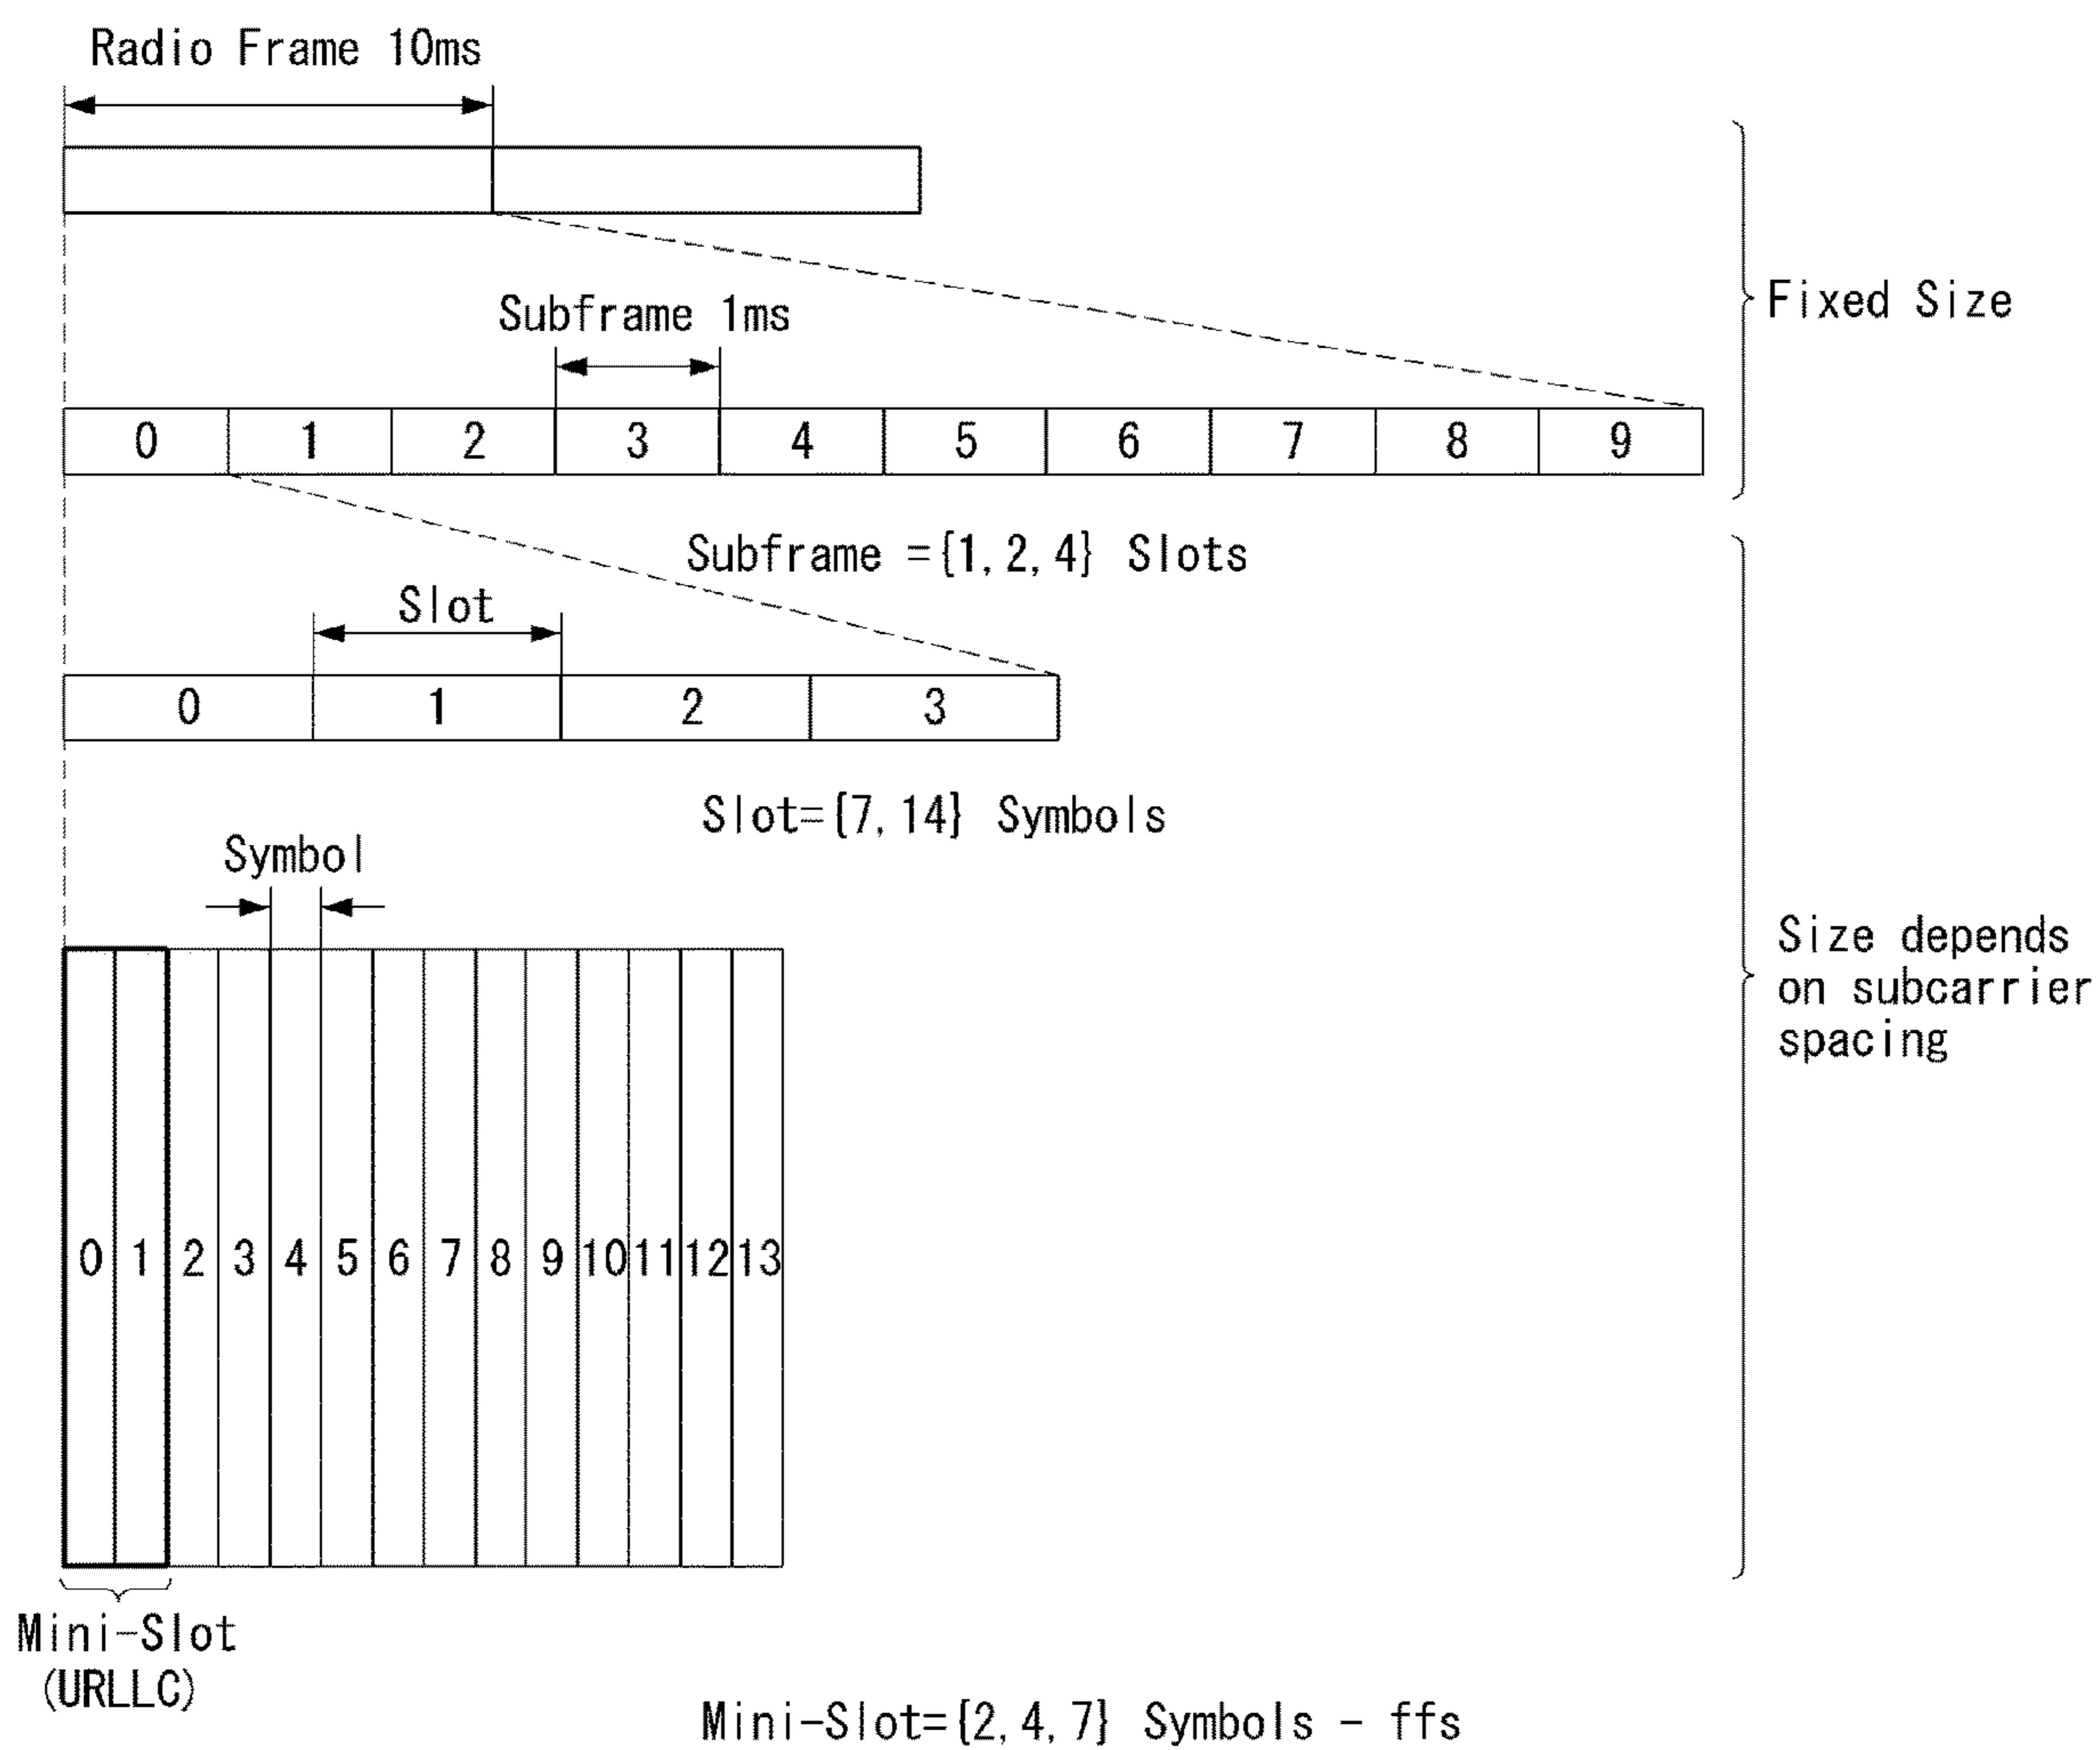 Radio Frame 10ms
Fixed Size
Subframe 1ms
0 1 2 3 4 5 6 7 8 9
Subframe ={1, 2, 4} Slots
Slot
0 1 2 3
Slot={7, 14} Symbols
Symbol
Size depends
on subcarrier
spacing
0 1 2 3 4 5 6 7 8 9 10 11 12 13
Mini-Slot
(URLLC)
Mini-Slot={2, 4, 7} Symbols - ffs